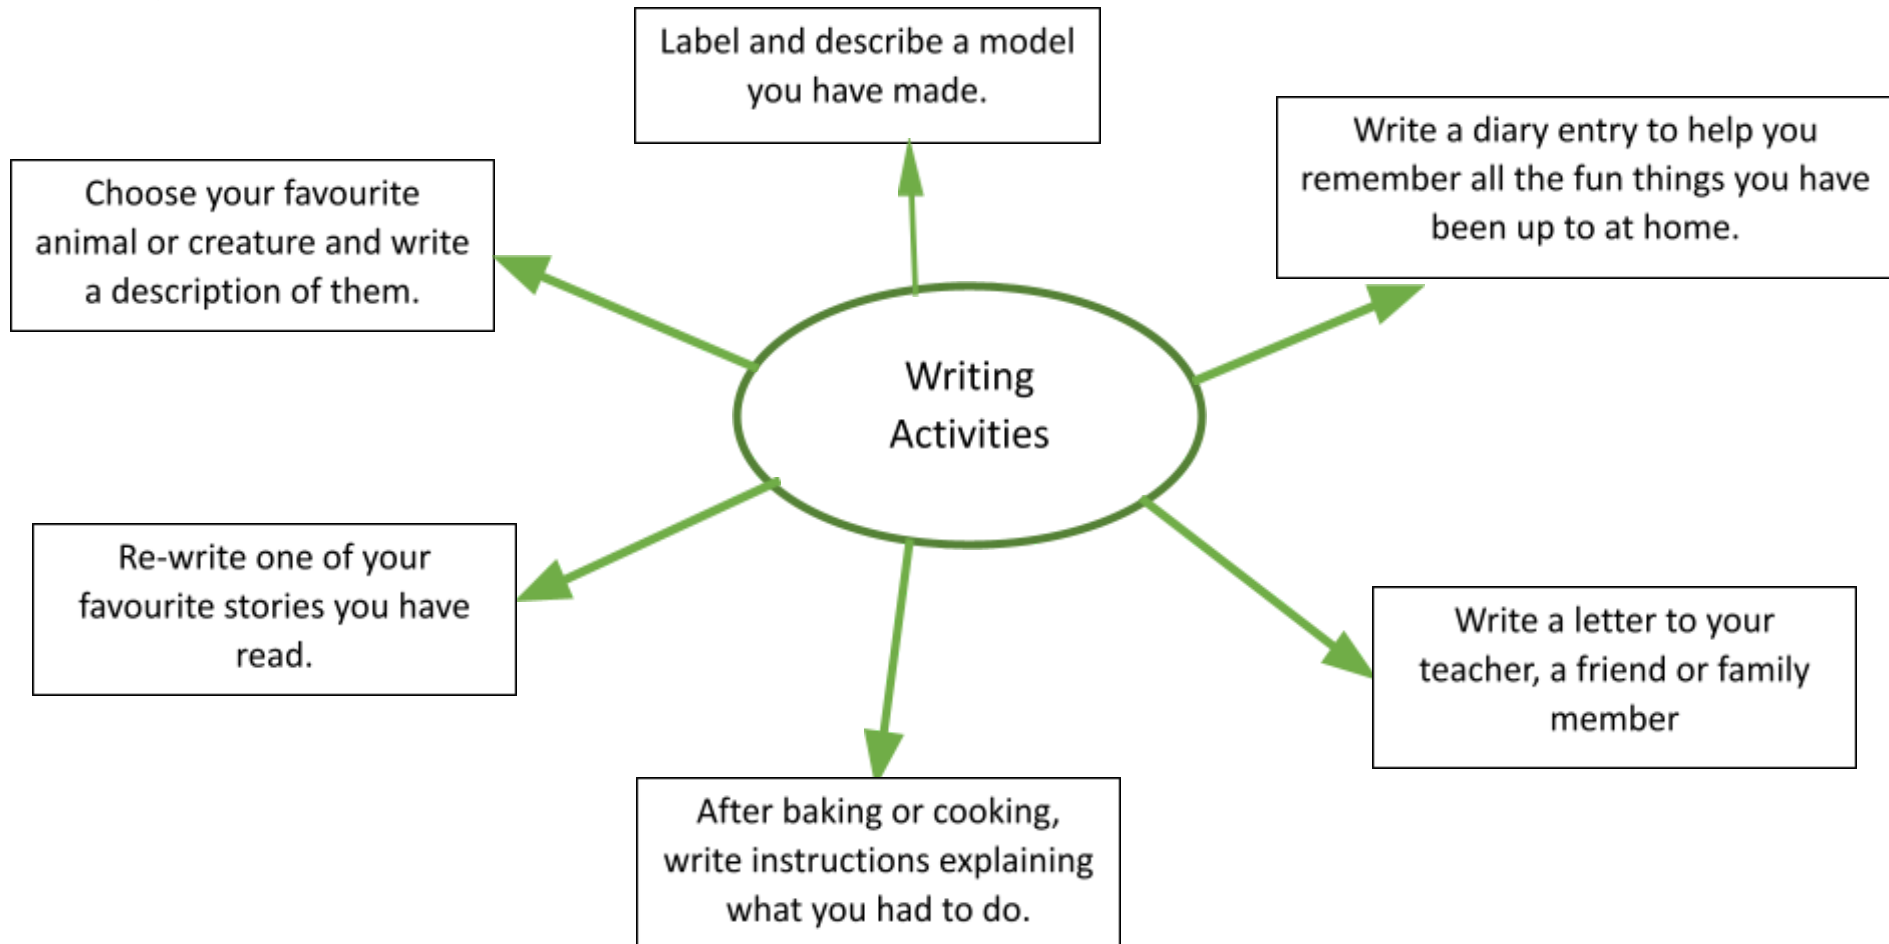 Label and describe a model
you have made.
Write a diary entry to help you
remember all the fun things you have
been up to at home.
Choose your favourite
animal or creature and write
a description of them.
Writing
Activities
Re-write one of your
favourite stories you have
read.
Write a letter to your
teacher, a friend or family
member
After baking or cooking,
write instructions explaining
what you had to do.